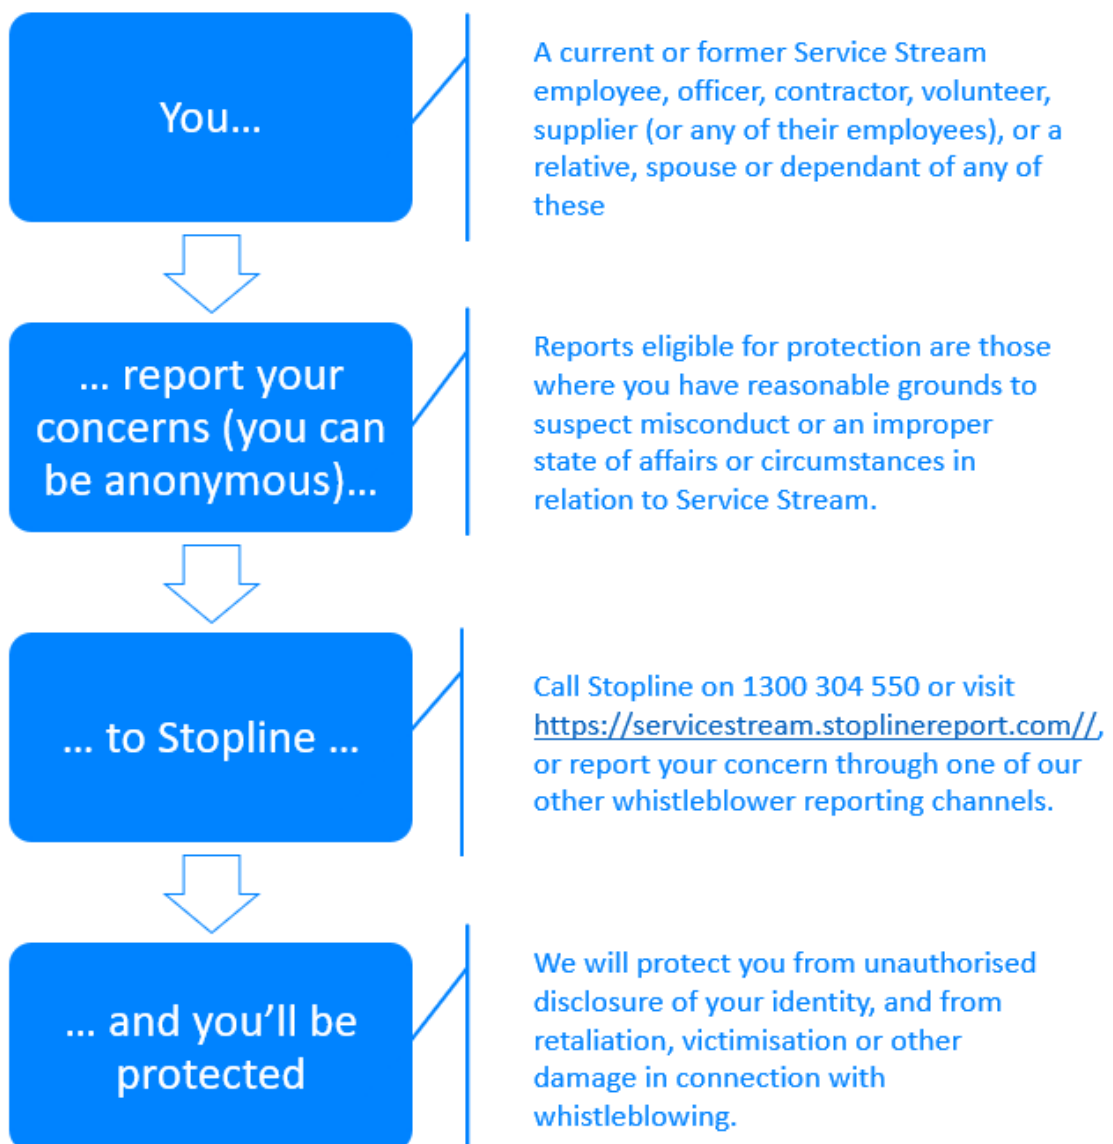 You…
A current or former Service Stream
employee, officer, contractor, volunteer,
supplier (or any of their employees), or a
relative, spouse or dependant of any of
these
… report your
concerns (you can
be anonymous)…
Reports eligible for protection are those
where you have reasonable grounds to
suspect misconduct or an improper
state of affairs or circumstances in
relation to Service Stream.
… to Stopline …
Call Stopline on 1300 304 550 or visit
https://servicestream.stoplinereport.com//,
or report your concern through one of our
other whistleblower reporting channels.
… and you’ll be
protected
We will protect you from unauthorised
disclosure of your identity, and from
retaliation, victimisation or other
damage in connection with
whistleblowing.